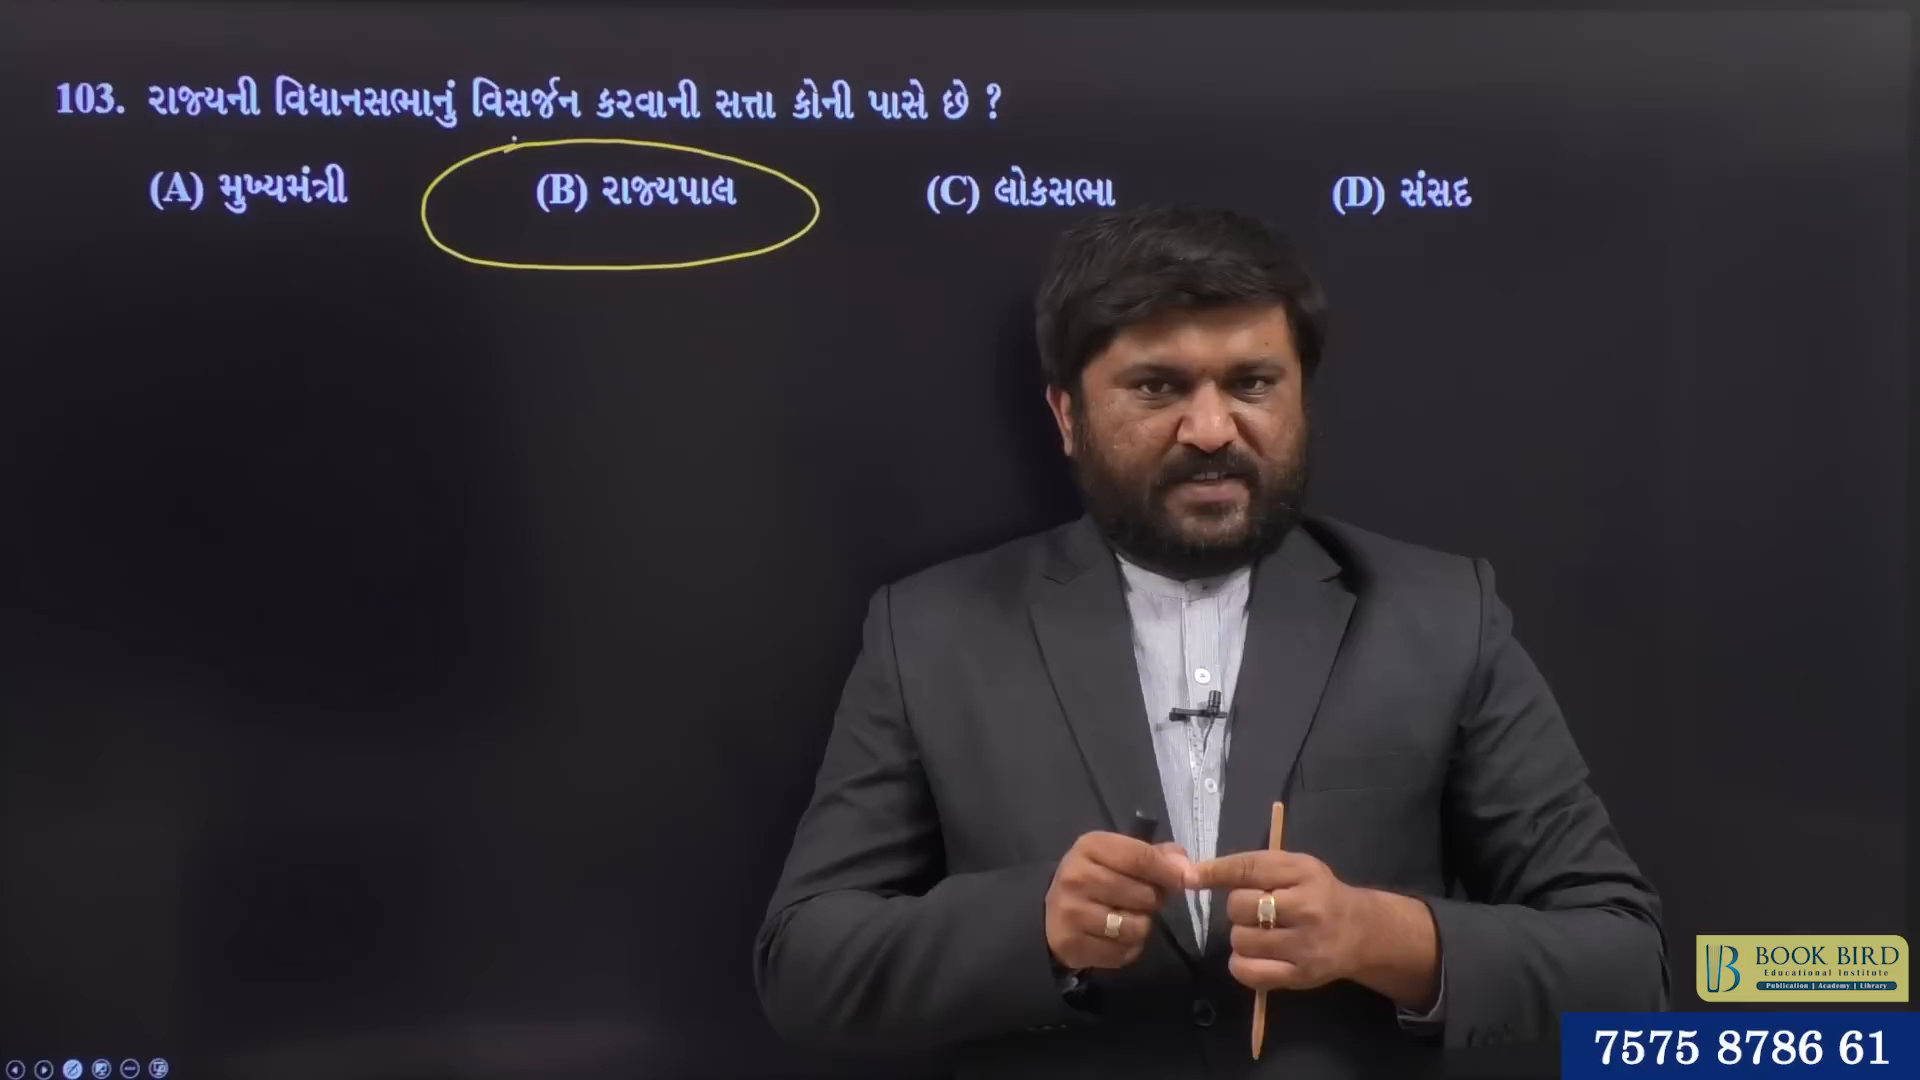 103. રાજ્યની વિધાનસભાનું વિસર્જન કરવાની સત્તા કોની પાસે છે ?
(A) મુખ્યમંત્રી (B) રાજ્યપાલ (C) લોકસભા (D) સંસદ
BOOK BIRD
Educational Institute
Publication | Academy | Library
7575 8786 61